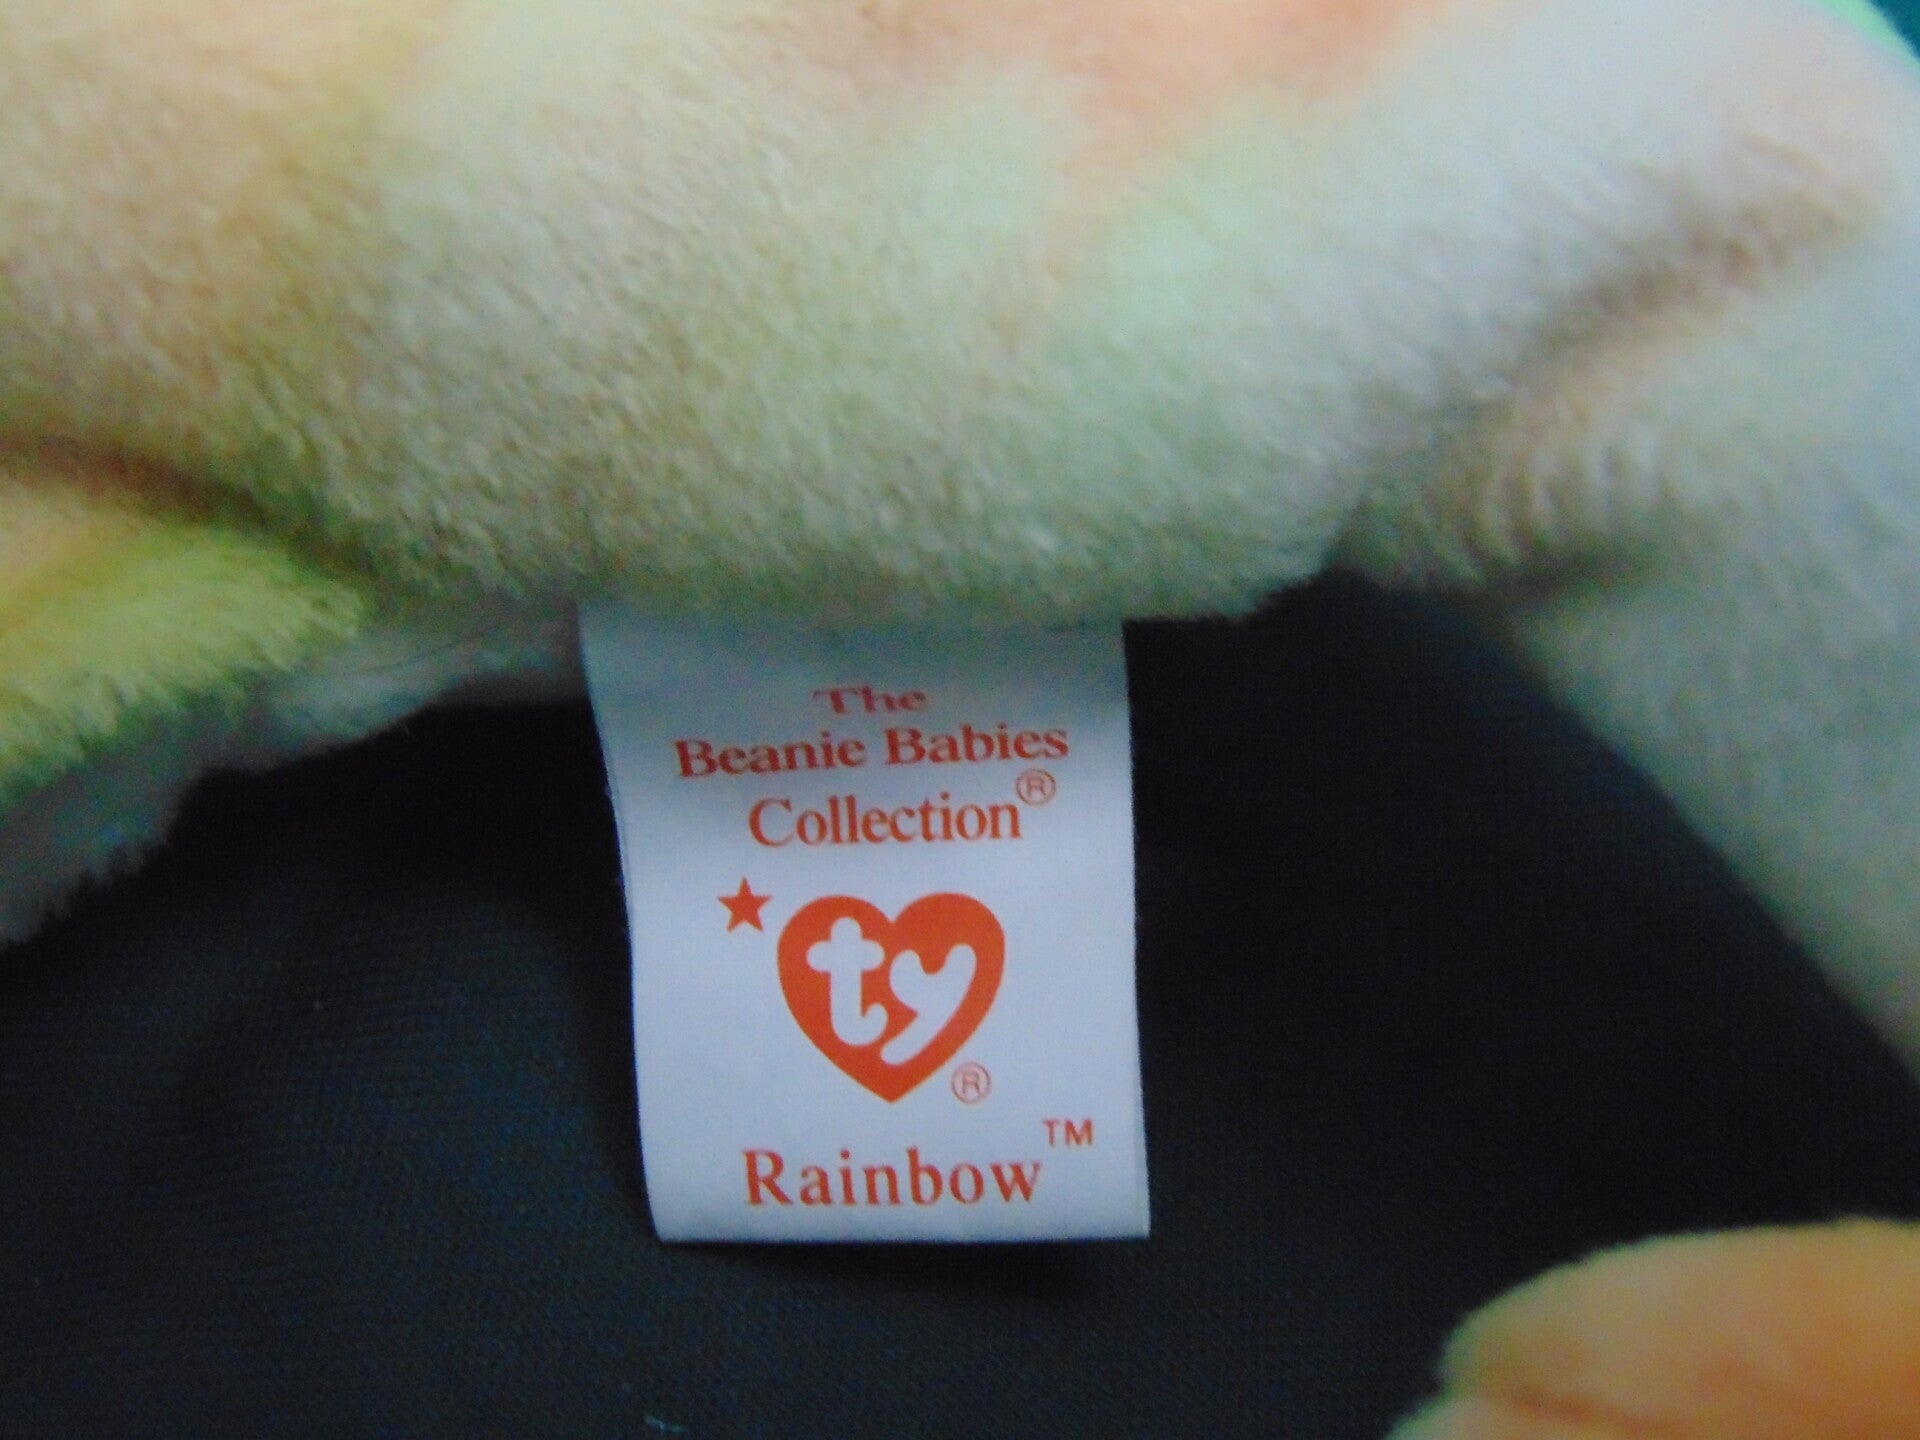 The
Beanie Babies
Collection®
ty®
Rainbow™